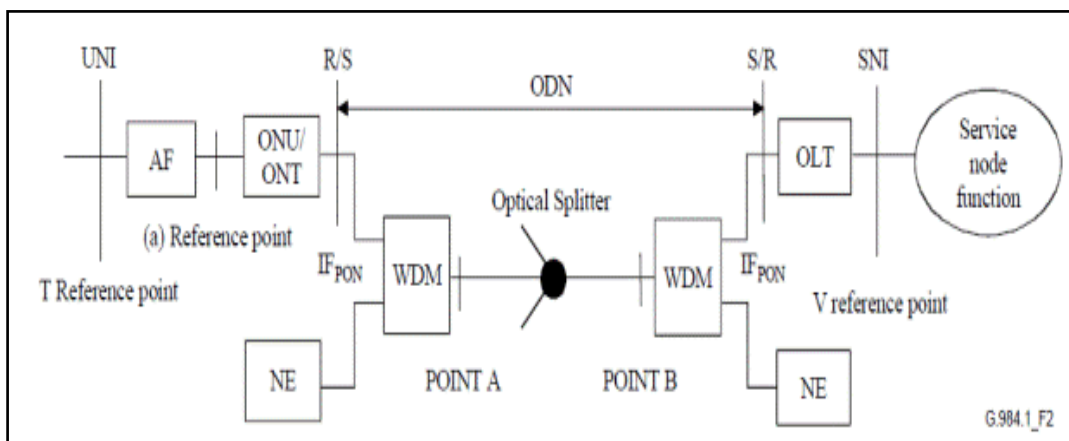 UNI
R/S
S/R
SNI
ODN
AF
ONU/
ONT
OLT
Service
node
function
(a) Reference point
Optical Splitter
T Reference point
IFPON
WDM
WDM
IFPON
V reference point
NE
POINT A
POINT B
NE
G.984.1_F2